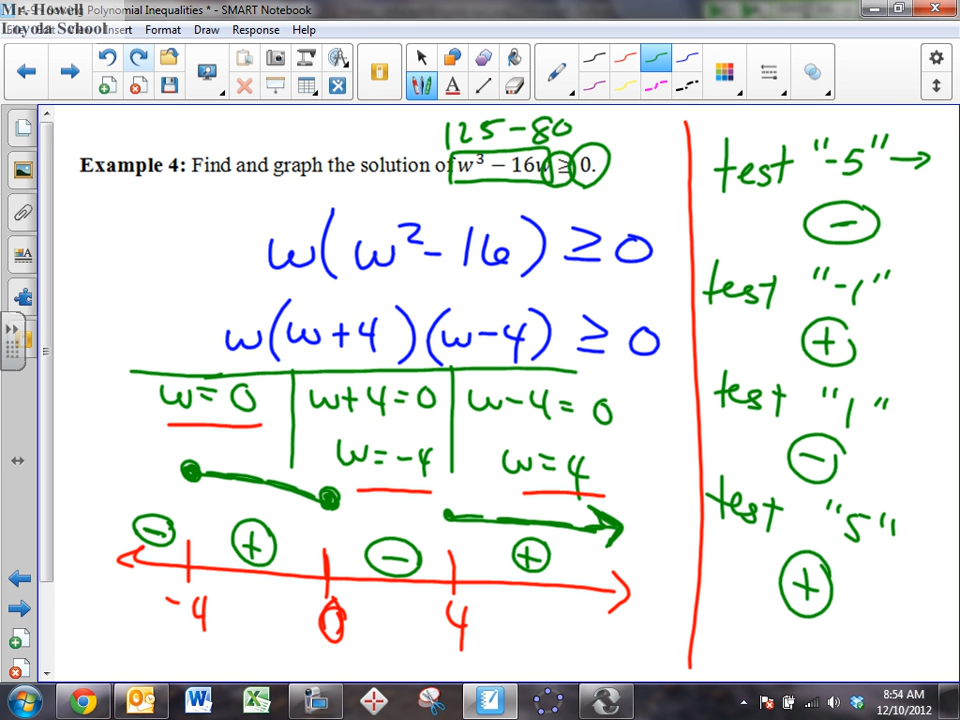 Mr. Howell
Loyola School
Solving Polynomial Inequalities * - SMART Notebook
Insert Format Draw Response Help
125-80
Example 4: Find and graph the solution of w³ − 16w ≥ 0.
w(w²-16) ≥ 0
w(w+4)(w-4) ≥ 0
w=0 w+4=0 w-4=0
w=-4 w=4
- + - +
-4 0 4
test "-5" →
-
test "-1"
+
test "1"
-
test "5"
+
8:54 AM
12/10/2012